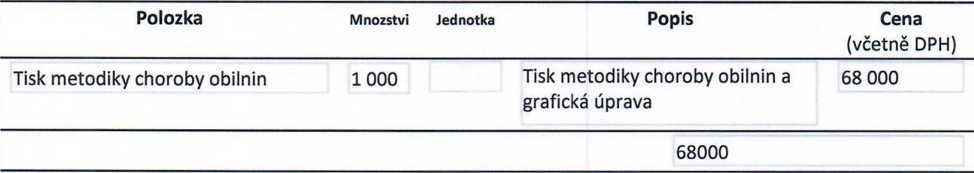 Polozka Mnozstvi Jednotka Popis Cena
(včetně DPH)
Tisk metodiky choroby obilnin 1 000 Tisk metodiky choroby obilnin a 68 000
grafická úprava
68000